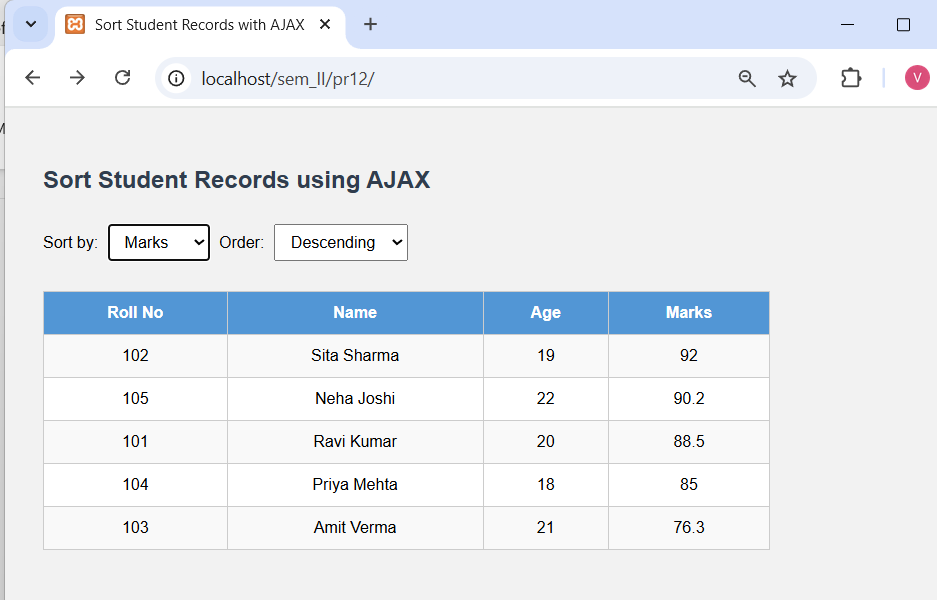 Sort Student Records with AJAX
localhost/sem_II/pr12/
V
Sort Student Records using AJAX
Sort by: Marks Order: Descending
Roll No Name Age Marks
102 Sita Sharma 19 92
105 Neha Joshi 22 90.2
101 Ravi Kumar 20 88.5
104 Priya Mehta 18 85
103 Amit Verma 21 76.3